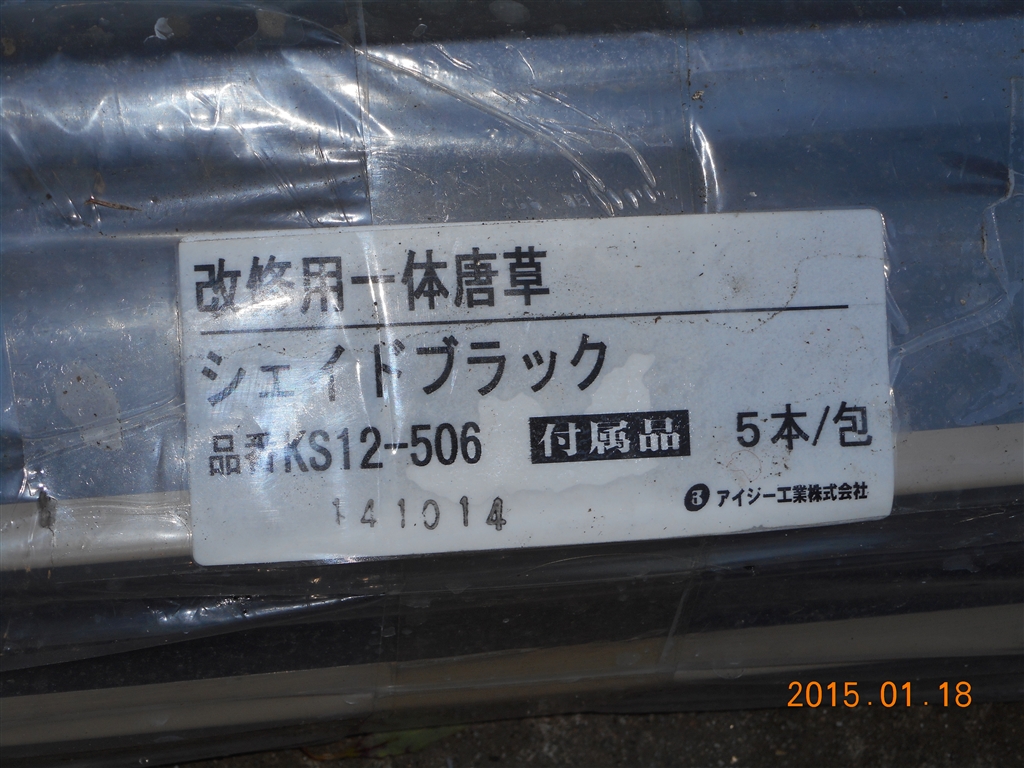 改修用一体唐草
シェイドブラック
品番KS12-506 付属品 5本/包
141014 アイジー工業株式会社
2015.01.18